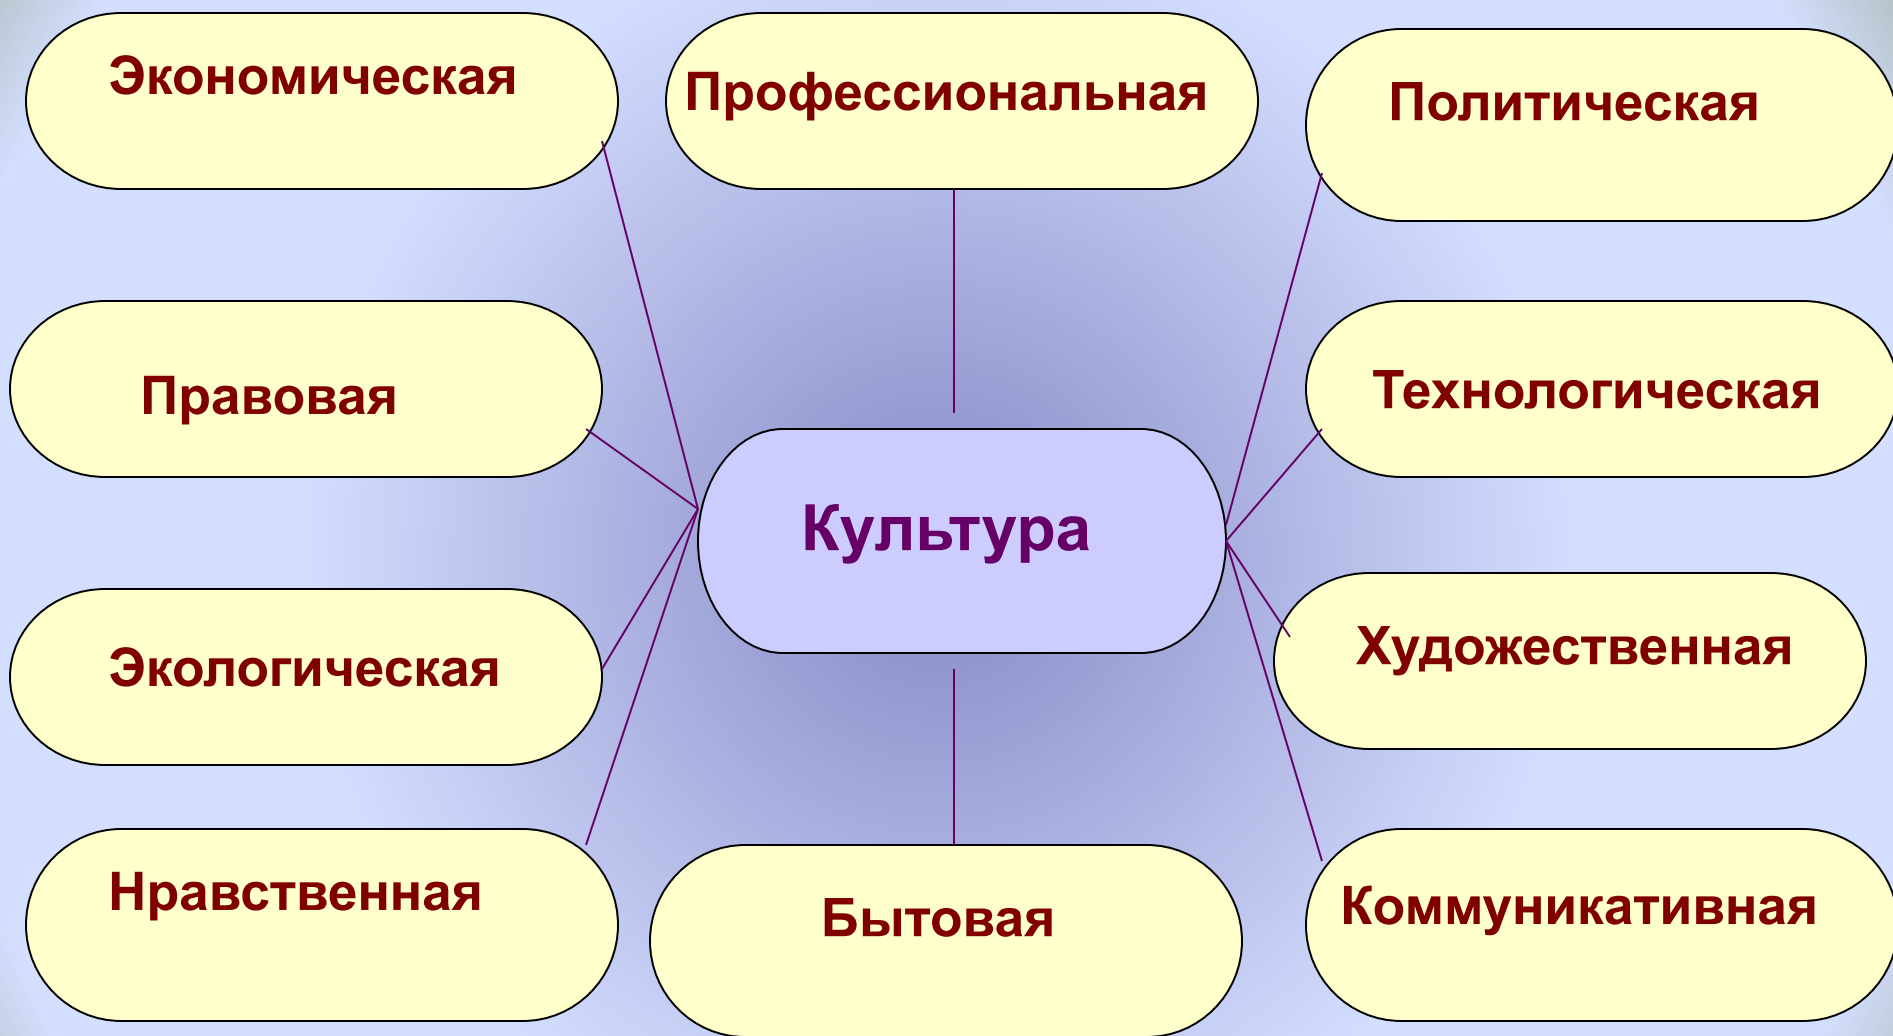 Экономическая
Профессиональная
Политическая
Правовая
Технологическая
Культура
Экологическая
Художественная
Нравственная
Бытовая
Коммуникативная